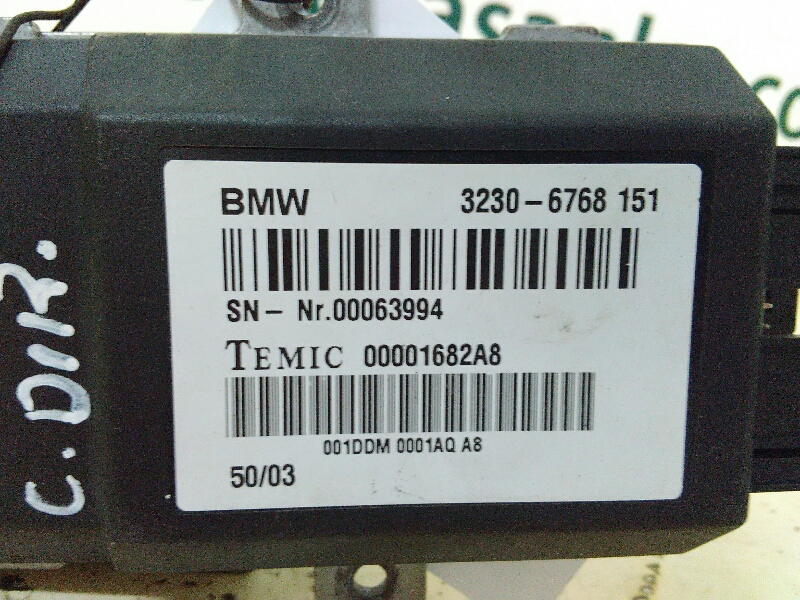 BMW 3230-6768 151
SN- Nr.00063994
TEMIC 00001682A8
001DDM 0001AQ A8
50/03
C. DIR.